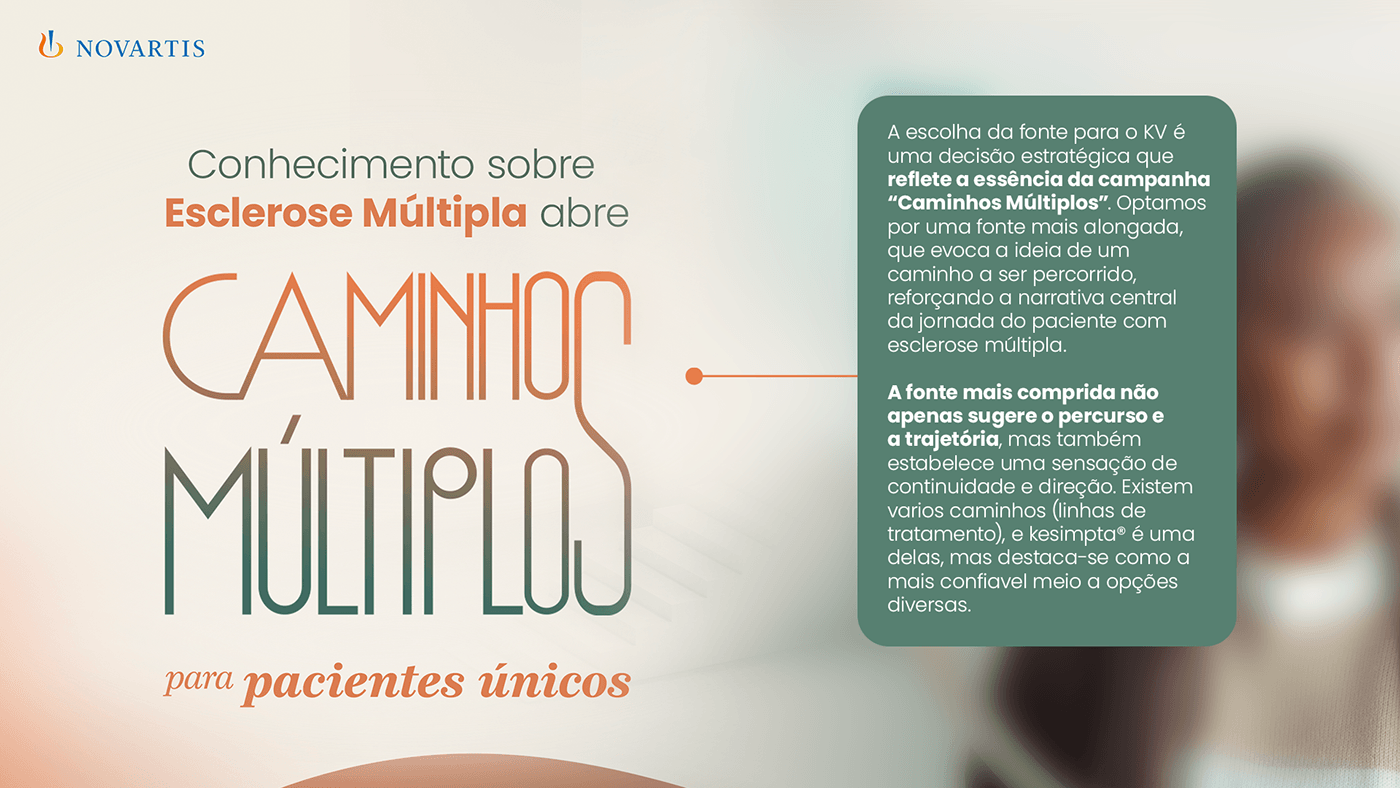 NOVARTIS
Conhecimento sobre
Esclerose Múltipla abre
CAMINHOS
MÚLTIPLOS
para pacientes únicos
A escolha da fonte para o KV é
uma decisão estratégica que
reflete a essência da campanha
“Caminhos Múltiplos”. Optamos
por uma fonte mais alongada,
que evoca a ideia de um
caminho a ser percorrido,
reforçando a narrativa central
da jornada do paciente com
esclerose múltipla.
A fonte mais comprida não
apenas sugere o percurso e
a trajetória, mas também
estabelece uma sensação de
continuidade e direção. Existem
varios caminhos (linhas de
tratamento), e kesimpta® é uma
delas, mas destaca-se como a
mais confiavel meio a opções
diversas.